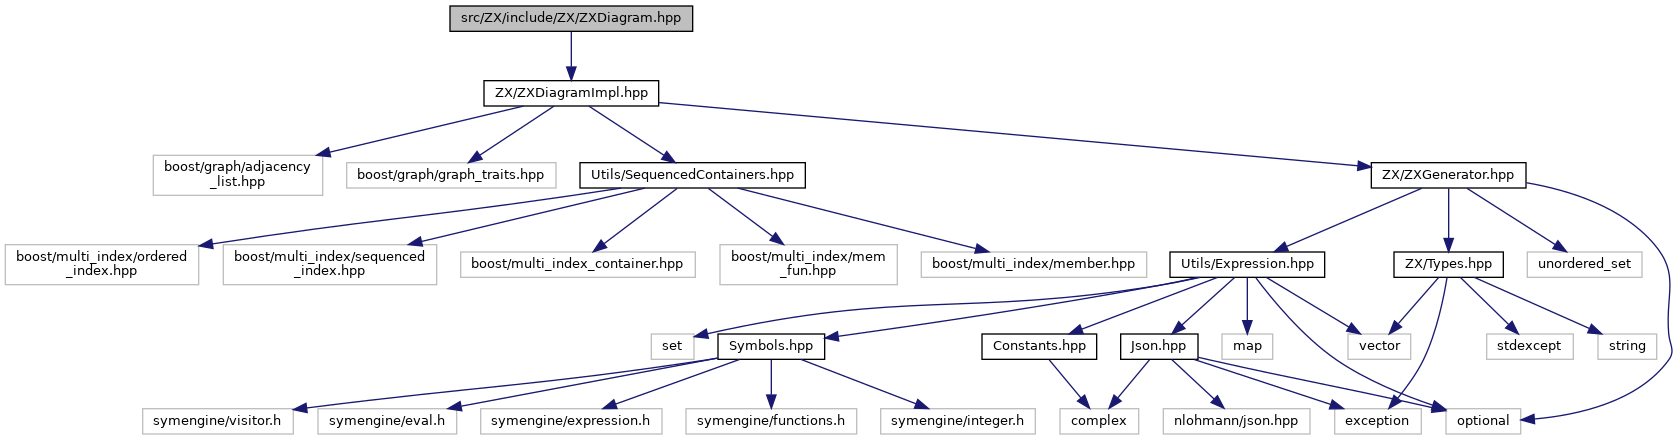 src/ZX/include/ZX/ZXDiagram.hpp
ZX/ZXDiagramImpl.hpp
boost/graph/adjacency
_list.hpp
boost/graph/graph_traits.hpp
Utils/SequencedContainers.hpp
ZX/ZXGenerator.hpp
boost/multi_index/ordered
_index.hpp
boost/multi_index/sequenced
_index.hpp
boost/multi_index_container.hpp
boost/multi_index/mem
_fun.hpp
boost/multi_index/member.hpp
Utils/Expression.hpp
ZX/Types.hpp
unordered_set
set
Symbols.hpp
Constants.hpp
Json.hpp
map
vector
stdexcept
string
symengine/visitor.h
symengine/eval.h
symengine/expression.h
symengine/functions.h
symengine/integer.h
complex
nlohmann/json.hpp
exception
optional